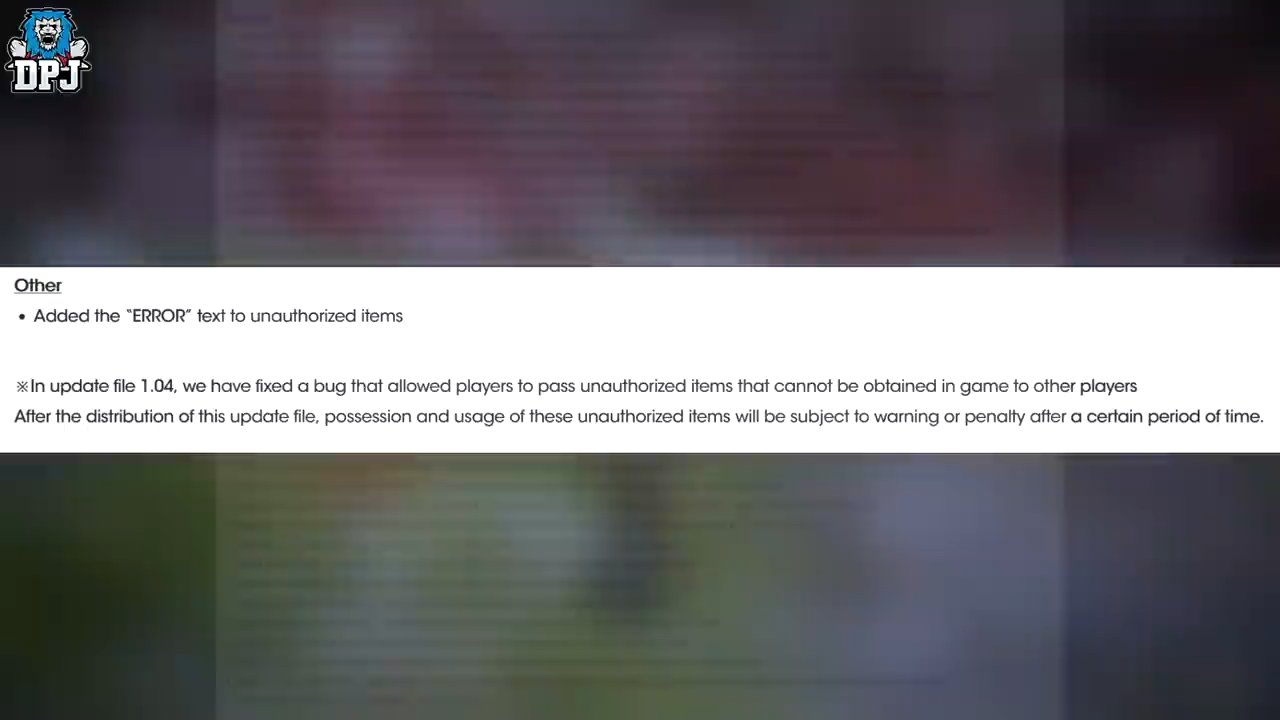 DPJ
Other
• Added the “ERROR” text to unauthorized items
※In update file 1.04, we have fixed a bug that allowed players to pass unauthorized items that cannot be obtained in game to other players
After the distribution of this update file, possession and usage of these unauthorized items will be subject to warning or penalty after a certain period of time.